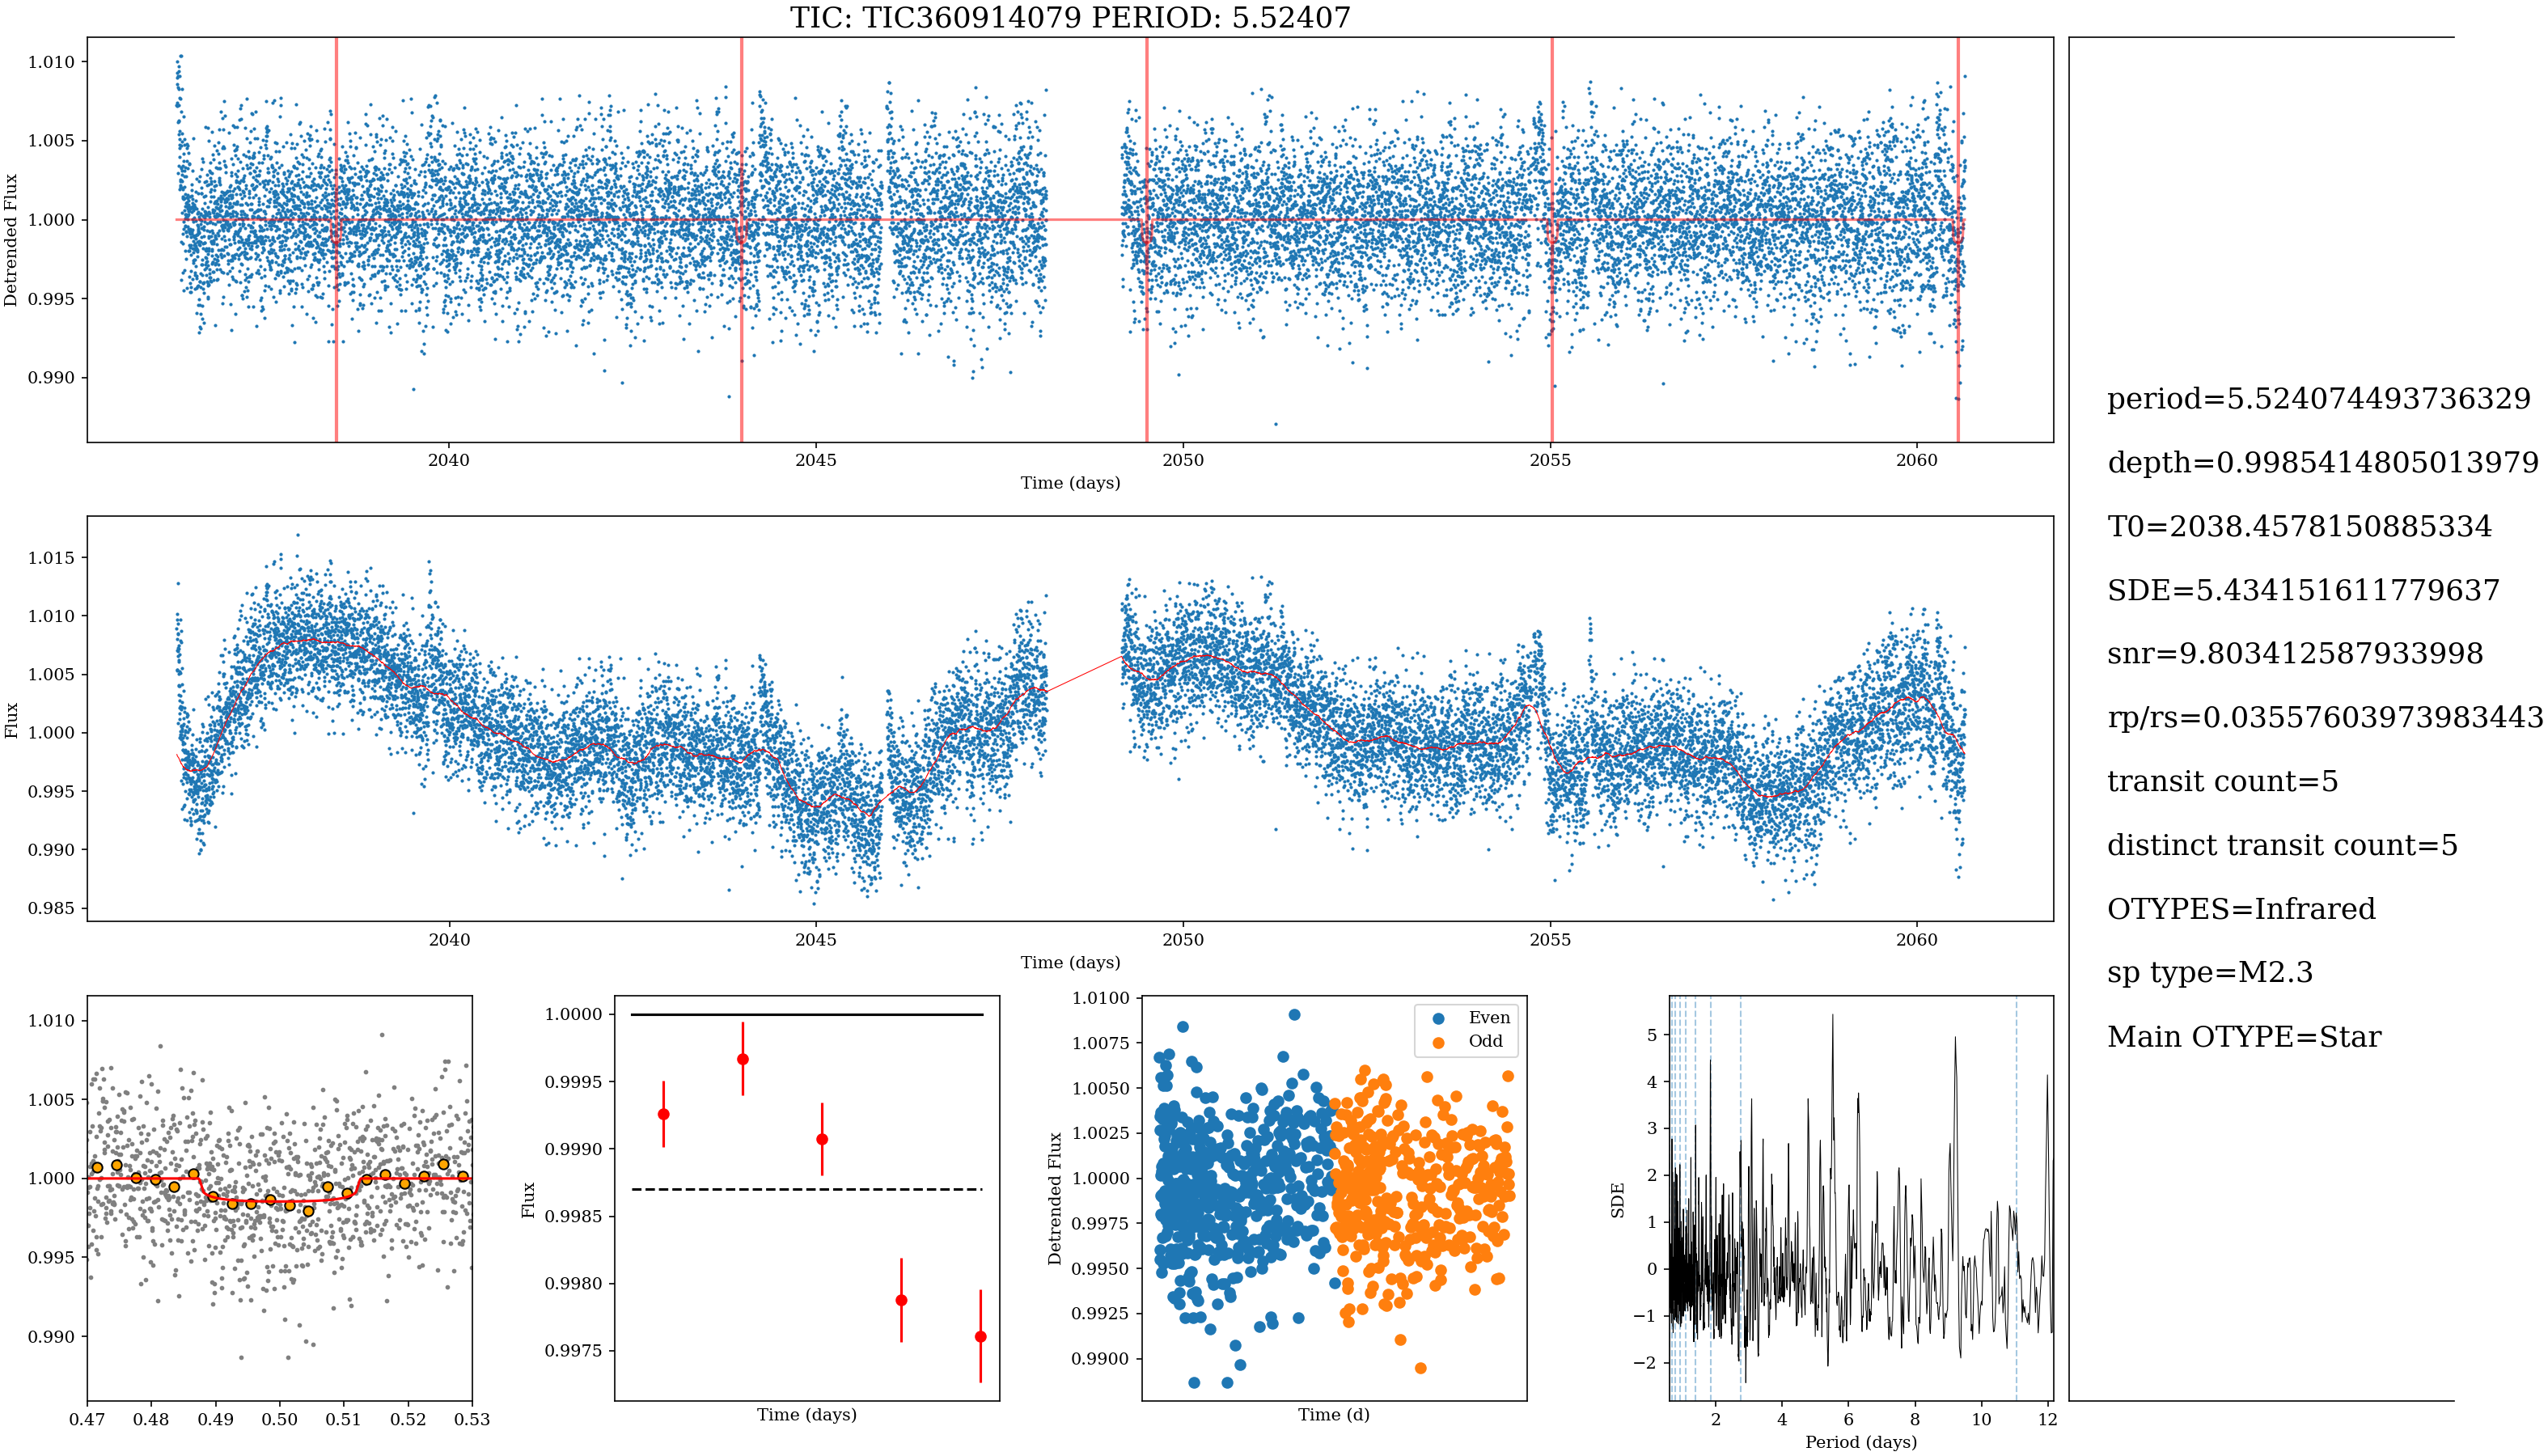 TIC: TIC360914079 PERIOD: 5.52407
1.010
1.005
1.000
0.995
0.990
Detrended Flux
2040
2045
2050
2055
2060
Time (days)
1.015
1.010
1.005
1.000
0.995
0.990
0.985
Flux
2040
2045
2050
2055
2060
Time (days)
1.010
1.005
1.000
0.995
0.990
0.47
0.48
0.49
0.50
0.51
0.52
0.53
1.0000
0.9995
0.9990
0.9985
0.9980
0.9975
Flux
Time (days)
1.0100
1.0075
1.0050
1.0025
1.0000
0.9975
0.9950
0.9925
0.9900
Detrended Flux
Even
Odd
Time (d)
5
4
3
2
1
0
−1
−2
SDE
2
4
6
8
10
12
Period (days)
period=5.524074493736329
depth=0.9985414805013979
T0=2038.4578150885334
SDE=5.434151611779637
snr=9.803412587933998
rp/rs=0.03557603973983443
transit count=5
distinct transit count=5
OTYPES=Infrared
sp type=M2.3
Main OTYPE=Star